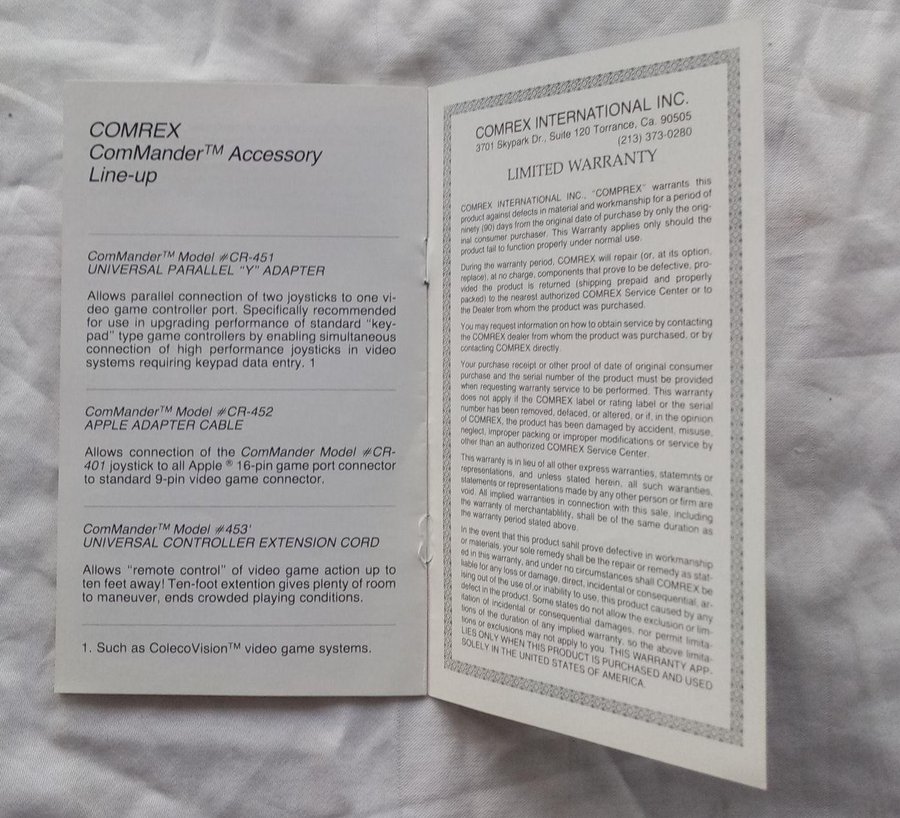 COMREX
ComMander™ Accessory
Line-up
ComMander™ Model #CR-451
UNIVERSAL PARALLEL “Y” ADAPTER
Allows parallel connection of two joysticks to one vi-
deo game controller port. Specifically recommended
for use in upgrading performance of standard “key-
pad” type game controllers by enabling simultaneous
connection of high performance joysticks in video
systems requiring keypad data entry. 1
ComMander™ Model #CR-452
APPLE ADAPTER CABLE
Allows connection of the ComMander Model #CR-
401 joystick to all Apple ® 16-pin game port connector
to standard 9-pin video game connector.
ComMander™ Model #453'
UNIVERSAL CONTROLLER EXTENSION CORD
Allows “remote control” of video game action up to
ten feet away! Ten-foot extention gives plenty of room
to maneuver, ends crowded playing conditions.
1. Such as ColecoVision™ video game systems.
COMREX INTERNATIONAL INC.
3701 Skypark Dr., Suite 120 Torrance, Ca. 90505
(213) 373-0280
LIMITED WARRANTY
COMREX INTERNATIONAL INC., “COMPREX” warrants this
product against defects in material and workmanship for a period of
ninety (90) days from the original date of purchase by only the orig-
inal consumer purchaser. This Warranty applies only should the
product fail to function properly under normal use.
During the warranty period, COMREX will repair (or, at its option,
replace), at no charge, components that prove to be defective, pro-
vided the product is returned (shipping prepaid and properly
packed) to the nearest authorized COMREX Service Center or to
the Dealer from whom the product was purchased.
You may request information on how to obtain service by contacting
the COMREX dealer from whom the product was purchased, or by
contacting COMREX directly.
Your purchase receipt or other proof of date of original consumer
purchase and the serial number of the product must be provided
when requesting warranty service to be performed. This warranty
does not apply if the COMREX label or rating label or the serial
number has been removed, defaced, or altered, or if, in the opinion
of COMREX, the product has been damaged by accident, misuse,
neglect, improper packing or improper modifications or service by
other than an authorized COMREX Service Center.
This warranty is in lieu of all other express warranties, statemnts or
representations, and unless stated herein, all such waranties,
statements or representations made by any other person or firm are
void. All implied warranties in connection with this sale, including
the warranty of merchantability, shall be of the same duration as
the warranty period stated above.
In the event that this product sahll prove defective in workmanship
or materials, your sole remedy shall be the repair or remedy as stat-
ed in this warranty, and under no circumstances shall COMREX be
liable for any loss or damage, direct, incidental or consequential, ar-
ising out of the use of,or inability to use, this product caused by any
defect in the product. Some states do not allow the exclusion or lim-
itation of incidental or consequential damages, nor permit limita-
tions of the duration of any implied warranty, so the above limita-
tions or exclusions may not apply to you. THIS WARRANTY APP-
LIES ONLY WHEN THIS PRODUCT IS PURCHASED AND USED
SOLELY IN THE UNITED STATES OF AMERICA.